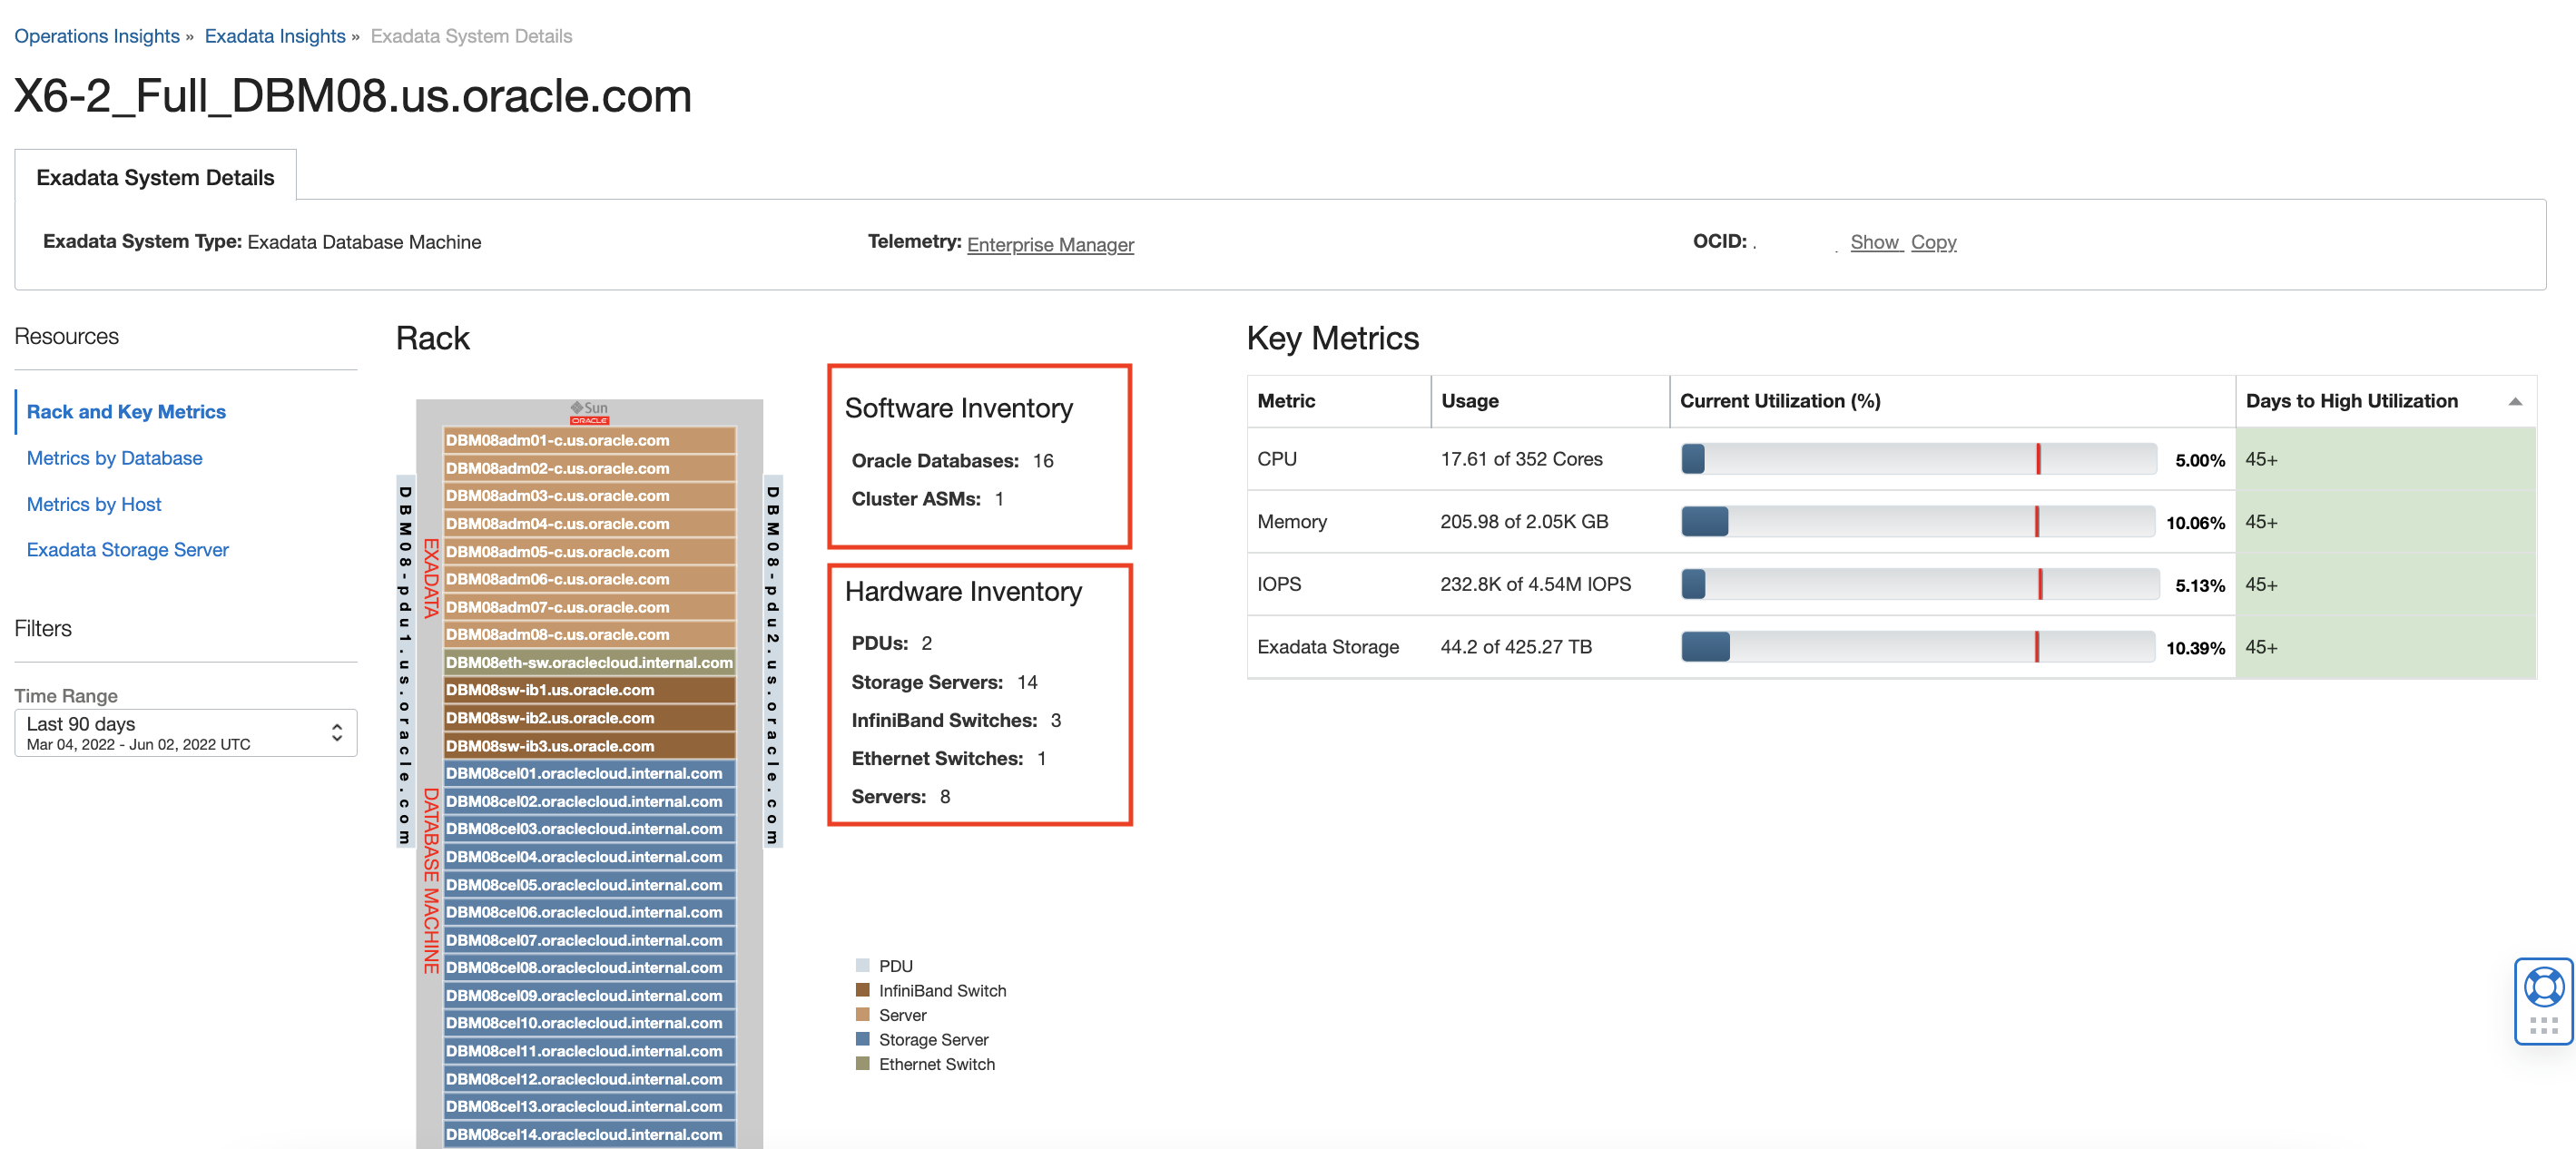 Operations Insights » Exadata Insights » Exadata System Details
X6-2_Full_DBM08.us.oracle.com
Exadata System Details
Exadata System Type: Exadata Database Machine
Telemetry: Enterprise Manager
OCID: . . Show Copy
Resources
Rack and Key Metrics
Metrics by Database
Metrics by Host
Exadata Storage Server
Filters
Time Range
Last 90 days
Mar 04, 2022 - Jun 02, 2022 UTC
Rack
Sun
ORACLE
DBM08-pdu1.us.oracle.com
EXADATA
DATABASE MACHINE
DBM08adm01-c.us.oracle.com
DBM08adm02-c.us.oracle.com
DBM08adm03-c.us.oracle.com
DBM08adm04-c.us.oracle.com
DBM08adm05-c.us.oracle.com
DBM08adm06-c.us.oracle.com
DBM08adm07-c.us.oracle.com
DBM08adm08-c.us.oracle.com
DBM08eth-sw.oraclecloud.internal.com
DBM08sw-ib1.us.oracle.com
DBM08sw-ib2.us.oracle.com
DBM08sw-ib3.us.oracle.com
DBM08cel01.oraclecloud.internal.com
DBM08cel02.oraclecloud.internal.com
DBM08cel03.oraclecloud.internal.com
DBM08cel04.oraclecloud.internal.com
DBM08cel05.oraclecloud.internal.com
DBM08cel06.oraclecloud.internal.com
DBM08cel07.oraclecloud.internal.com
DBM08cel08.oraclecloud.internal.com
DBM08cel09.oraclecloud.internal.com
DBM08cel10.oraclecloud.internal.com
DBM08cel11.oraclecloud.internal.com
DBM08cel12.oraclecloud.internal.com
DBM08cel13.oraclecloud.internal.com
DBM08cel14.oraclecloud.internal.com
DBM08-pdu2.us.oracle.com
Software Inventory
Oracle Databases: 16
Cluster ASMs: 1
Hardware Inventory
PDUs: 2
Storage Servers: 14
InfiniBand Switches: 3
Ethernet Switches: 1
Servers: 8
PDU
InfiniBand Switch
Server
Storage Server
Ethernet Switch
Key Metrics
Metric Usage Current Utilization (%) Days to High Utilization
CPU 17.61 of 352 Cores 5.00% 45+
Memory 205.98 of 2.05K GB 10.06% 45+
IOPS 232.8K of 4.54M IOPS 5.13% 45+
Exadata Storage 44.2 of 425.27 TB 10.39% 45+